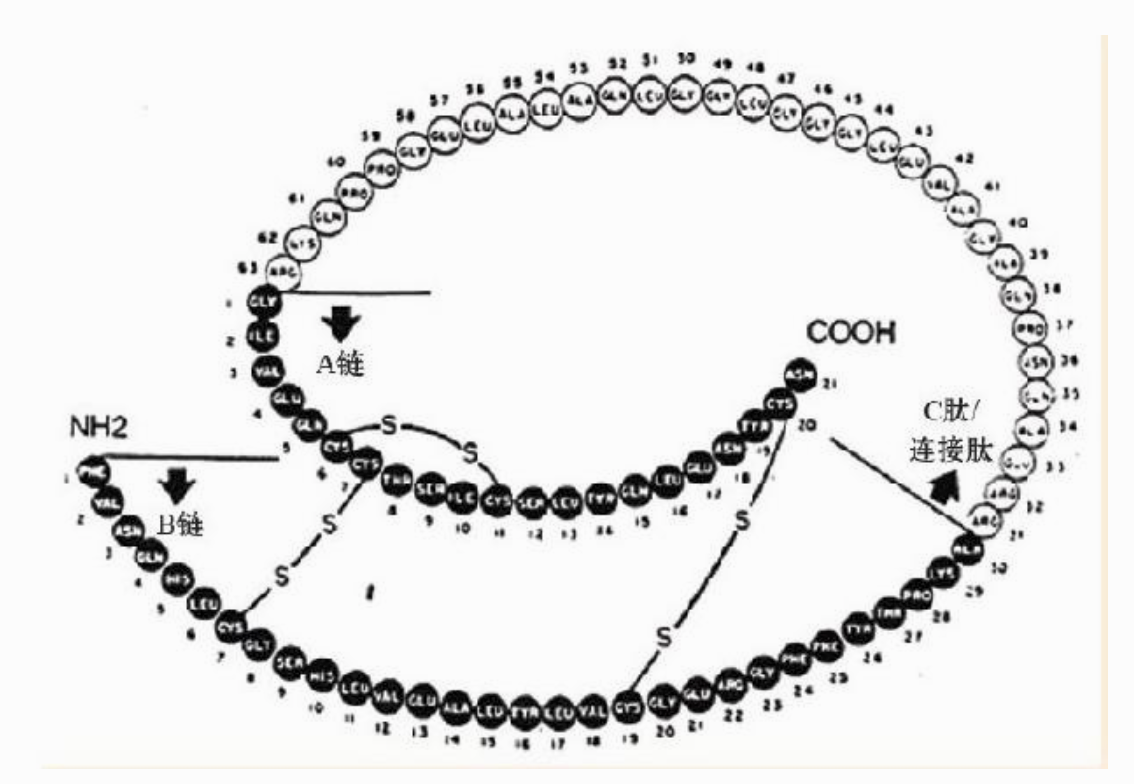 63 62 61 60 59 58 57 56 55 54 53 52 51 50 49 48 47 46 45 44 43 42 41 40 39 38 37 36 35 34 33 32 31
ARG LYS GLN PRO PRO GLY GLU LEU ALA LEU ALA GLN LEU GLY GLY LEU GLY GLY GLY LEU GLU VAL ALA GLY ALA GLN PRO ASN GLN ALA GLU ARG ARG
A链
COOH
C肽/
连接肽
1 2 3 4 5 6 7 8 9 10 11 12 13 14 15 16 17 18 19 20 21
GLY ILE VAL GLU CYS CYS THR SER ILE CYS SER LEU TYR GLN LEU GLU ASN TYR CYS ASN
S
S
S
S
S
S
NH2
B链
1 2 3 4 5 6 7 8 9 10 11 12 13 14 15 16 17 18 19 20 21 22 23 24 25 26 27 28 29 30
PHE VAL ASN GLN HIS LEU CYS GLY SER HIS LEU VAL GLU ALA LEU TYR LEU VAL CYS GLY GLU ARG GLY PHE PHE TYR THR PRO LYS ALA